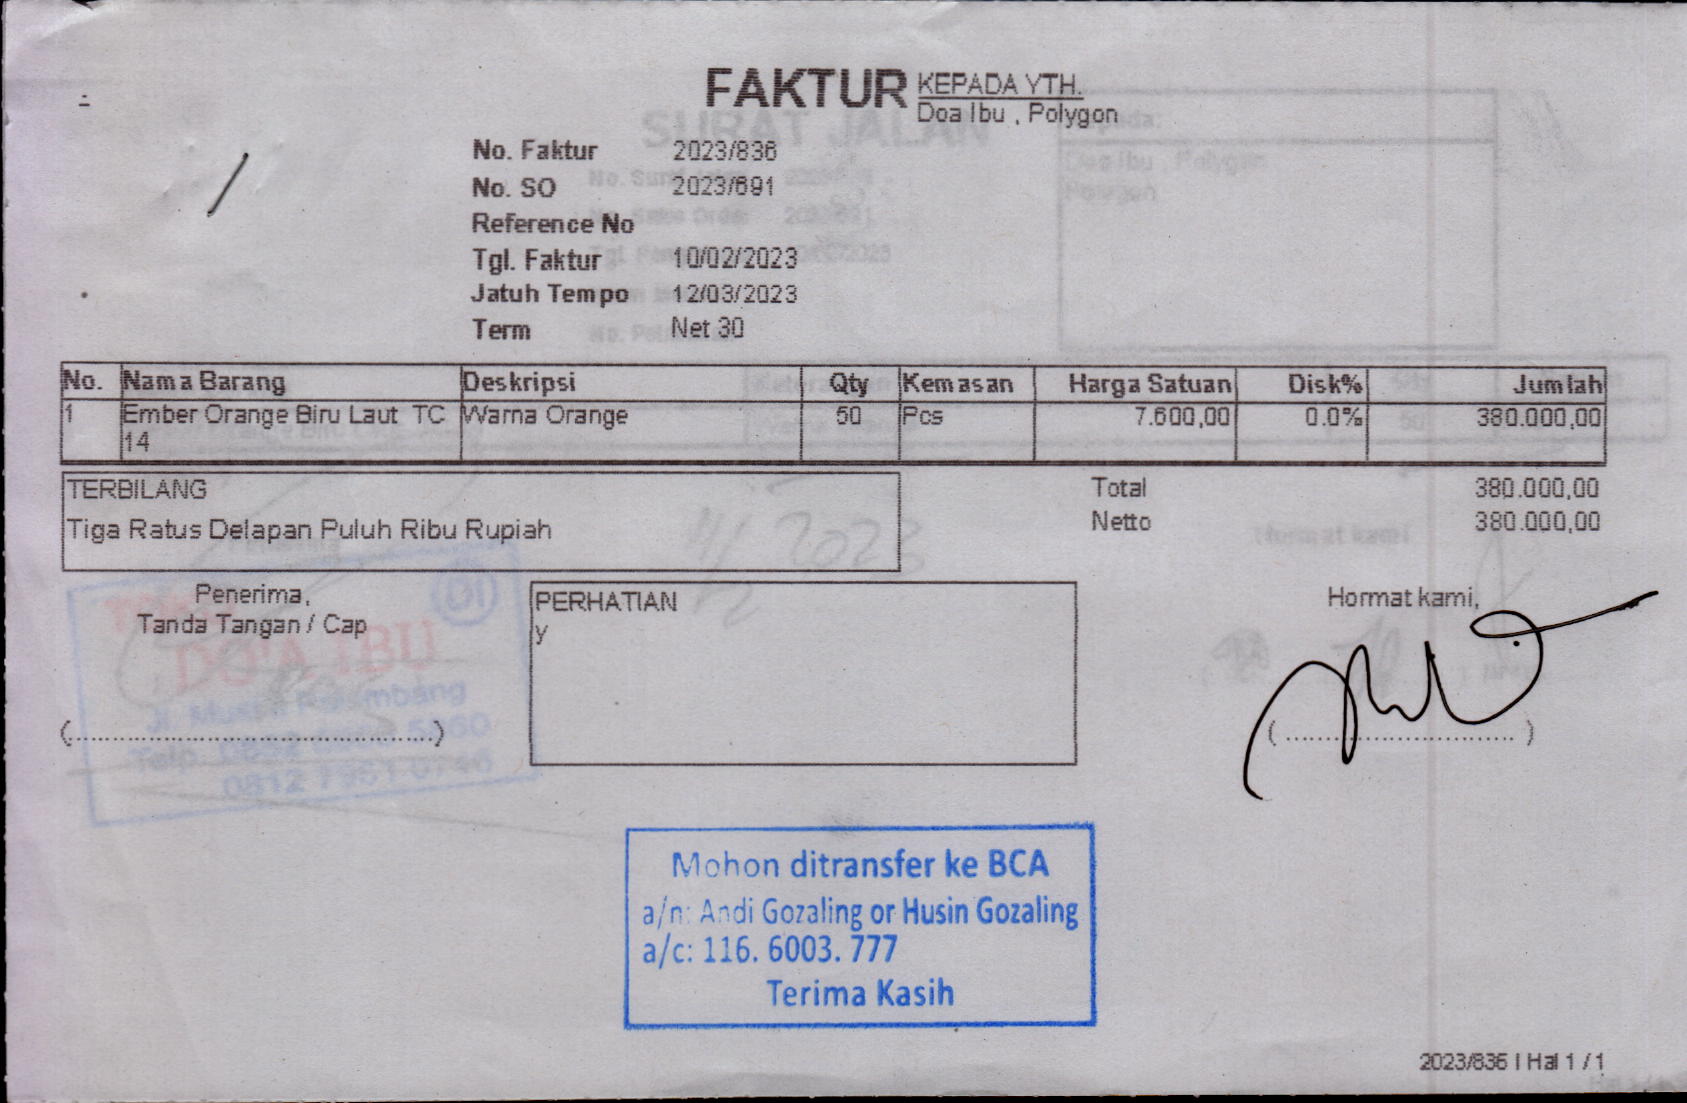 FAKTUR
KEPADA YTH.
Doa Ibu , Polygon
No. Faktur 2023/836
No. SO 2023/691
Reference No
Tgl. Faktur 10/02/2023
Jatuh Tempo 12/03/2023
Term Net 30
No. Nama Barang Deskripsi Qty Kemasan Harga Satuan Disk% Jumlah
1 Ember Orange Biru Laut TC Warna Orange 50 Pcs 7.600,00 0.0% 380.000,00
14
TERBILANG
Tiga Ratus Delapan Puluh Ribu Rupiah
Total 380.000,00
Netto 380.000,00
Penerima,
Tanda Tangan / Cap
(...............................................)
PERHATIAN
y
Hormat kami,
(...............................)
DO'A IBU
Mohon ditransfer ke BCA
a/n: Andi Gozaling or Husin Gozaling
a/c: 116. 6003. 777
Terima Kasih
2023/836 | Hal 1 / 1